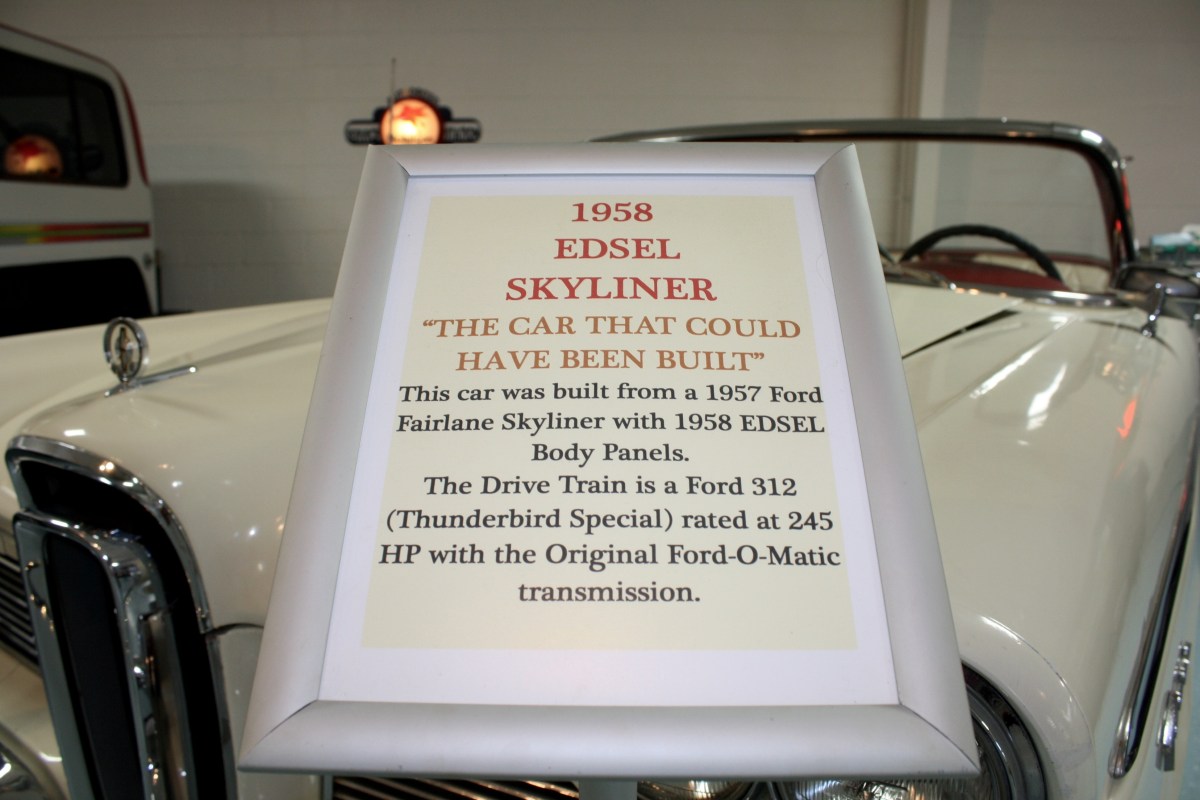 1958
EDSEL
SKYLINER
“THE CAR THAT COULD
HAVE BEEN BUILT”
This car was built from a 1957 Ford
Fairlane Skyliner with 1958 EDSEL
Body Panels.
The Drive Train is a Ford 312
(Thunderbird Special) rated at 245
HP with the Original Ford-O-Matic
transmission.